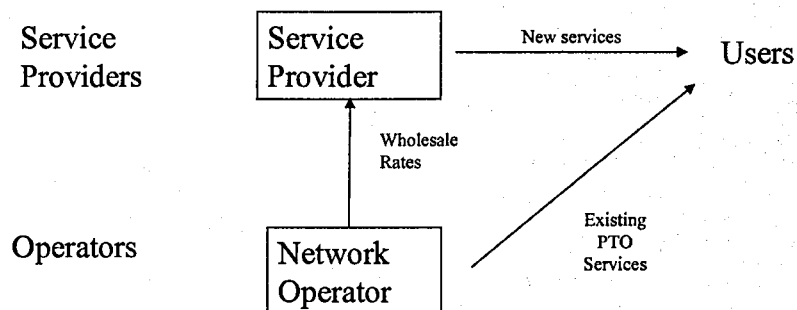 Service
Providers
Service
Provider
New services
Users
Wholesale
Rates
Operators
Network
Operator
Existing
PTO
Services